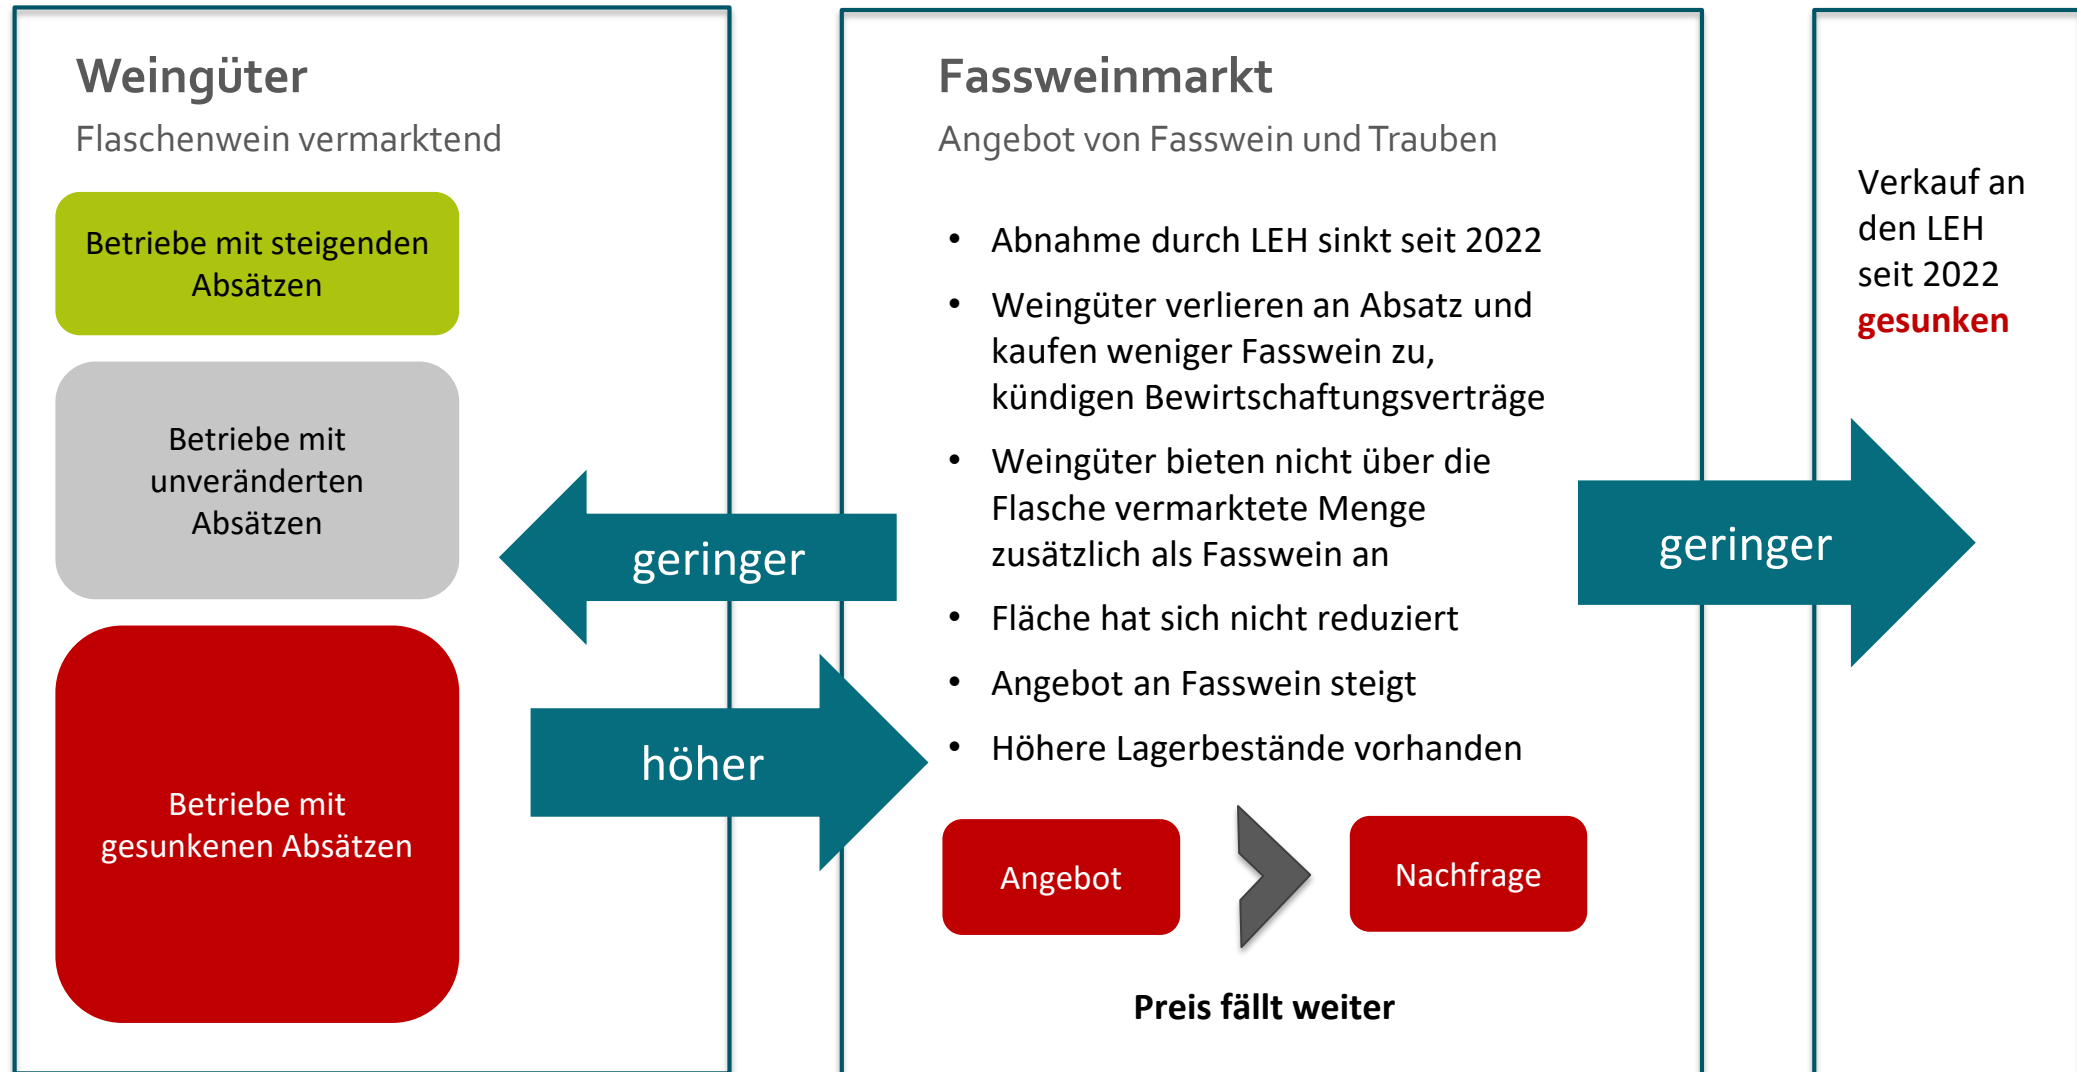 Weingüter
Flaschenwein vermarktend
Betriebe mit steigenden
Absätzen
Betriebe mit
unveränderten
Absätzen
Betriebe mit
gesunkenen Absätzen
geringer
höher
Fassweinmarkt
Angebot von Fasswein und Trauben
• Abnahme durch LEH sinkt seit 2022
• Weingüter verlieren an Absatz und
kaufen weniger Fasswein zu,
kündigen Bewirtschaftungsverträge
• Weingüter bieten nicht über die
Flasche vermarktete Menge
zusätzlich als Fasswein an
• Fläche hat sich nicht reduziert
• Angebot an Fasswein steigt
• Höhere Lagerbestände vorhanden
Angebot
Nachfrage
Preis fällt weiter
geringer
Verkauf an
den LEH
seit 2022
gesunken